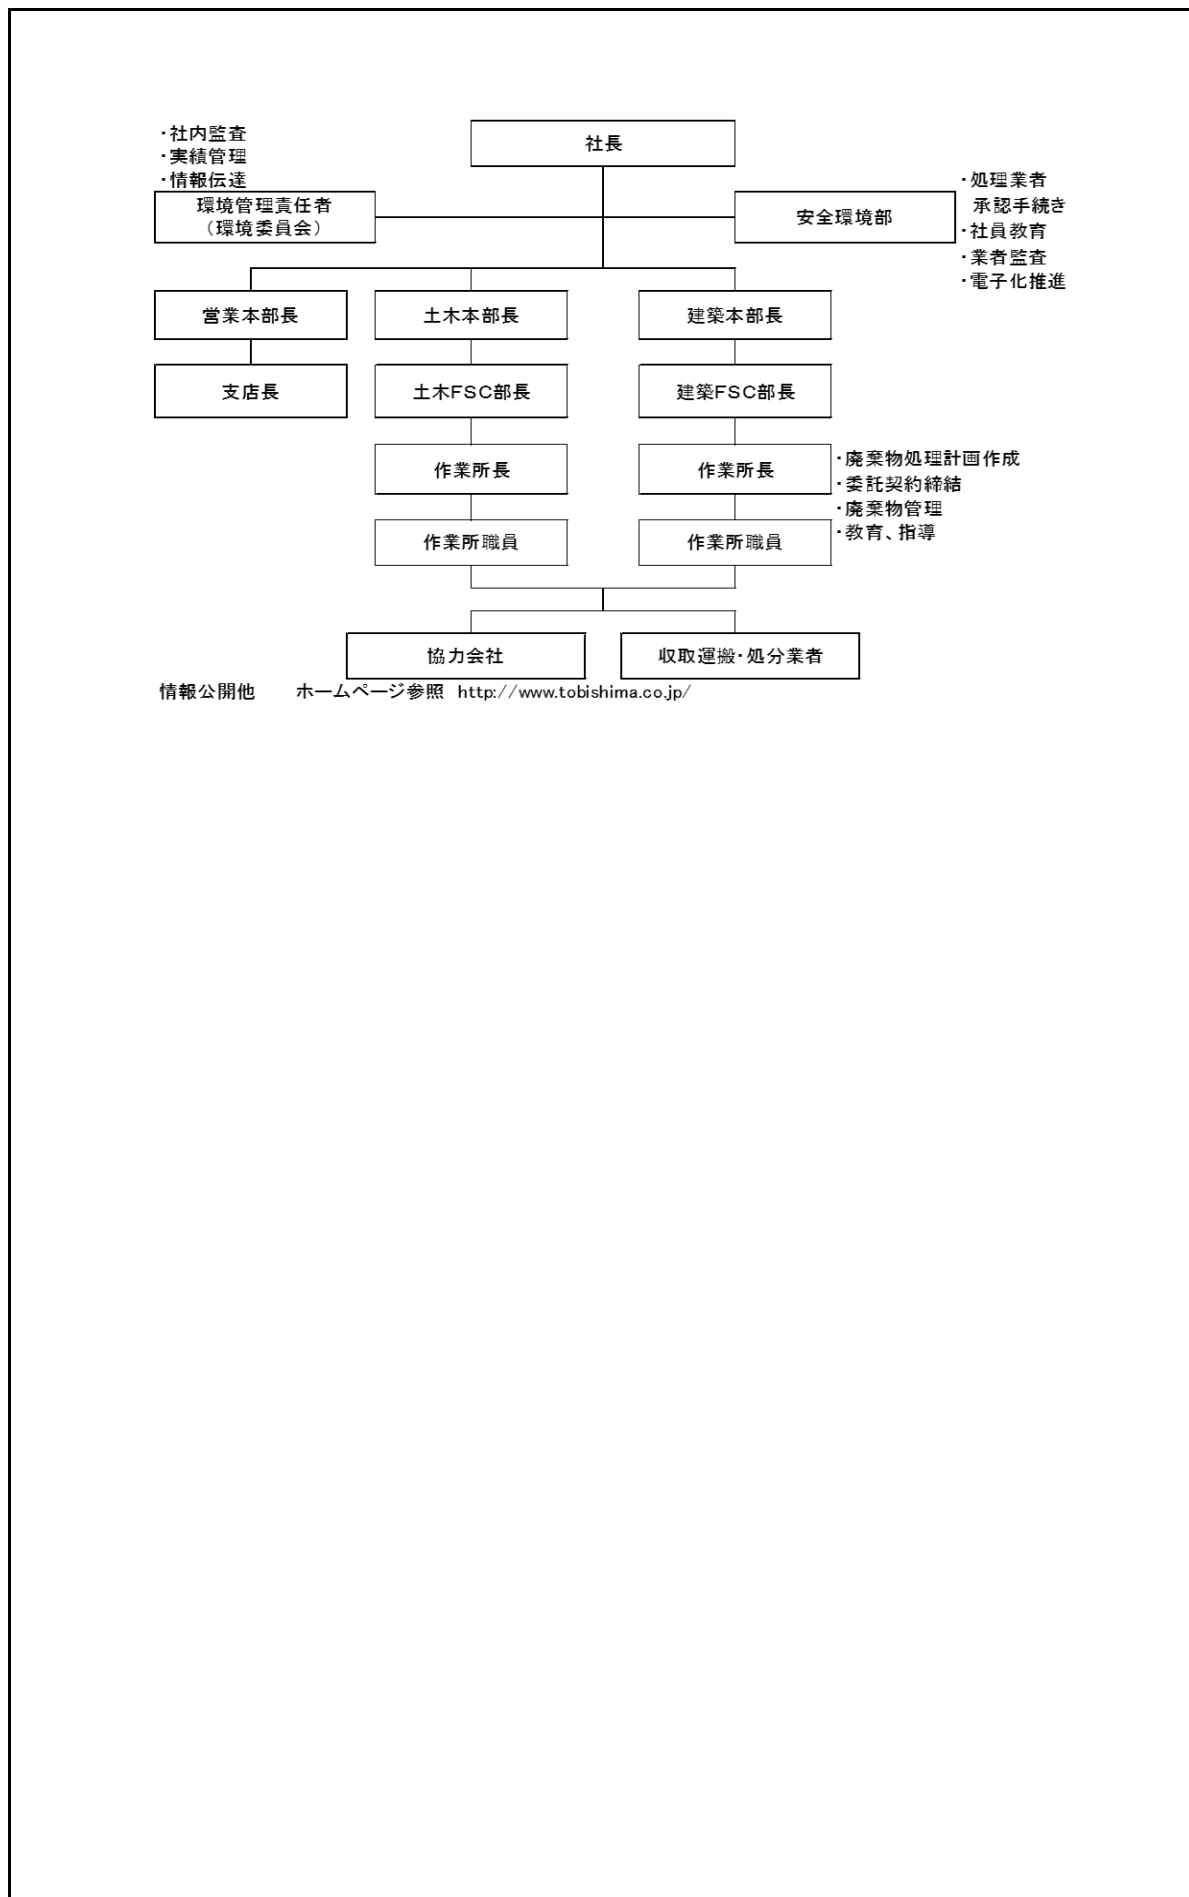 ・社内監査
・実績管理
・情報伝達
社長
環境管理責任者
（環境委員会）
安全環境部
・処理業者
承認手続き
・社員教育
・業者監査
・電子化推進
営業本部長
土木本部長
建築本部長
支店長
土木FSC部長
建築FSC部長
作業所長
作業所長
・廃棄物処理計画作成
・委託契約締結
・廃棄物管理
・教育、指導
作業所職員
作業所職員
協力会社
収取運搬・処分業者
情報公開他　　ホームページ参照　http://www.tobishima.co.jp/